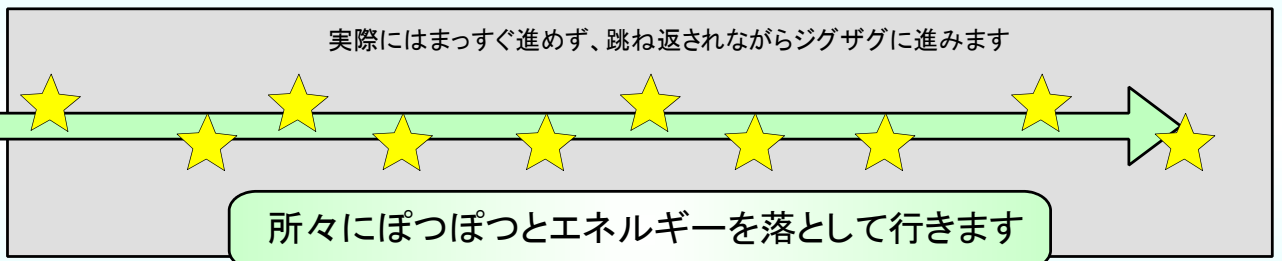 実際にはまっすぐ進めず、跳ね返されながらジグザグに進みます
所々にぽつぽつとエネルギーを落として行きます